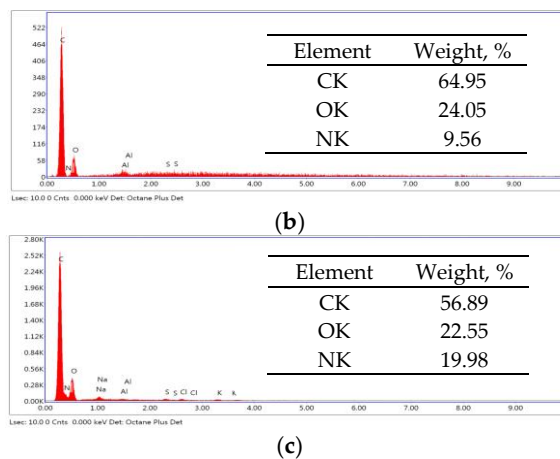 522
464
406
348
290
232
174
116
58
0
C
N
O
Al
Al
S S
0.00 1.00 2.00 3.00 4.00 5.00 6.00 7.00 8.00 9.00
Lsec: 10.0 0 Cnts 0.000 keV Det: Octane Plus Det
Element Weight, %
CK 64.95
OK 24.05
NK 9.56
(b)
2.80K
2.52K
2.24K
1.96K
1.68K
1.40K
1.12K
0.84K
0.56K
0.28K
0.00K
C
N
O
Na
Na
Al
Al
S S Cl Cl K K
0.00 1.00 2.00 3.00 4.00 5.00 6.00 7.00 8.00 9.00
Lsec: 10.0 0 Cnts 0.000 keV Det: Octane Plus Det
Element Weight, %
CK 56.89
OK 22.55
NK 19.98
(c)